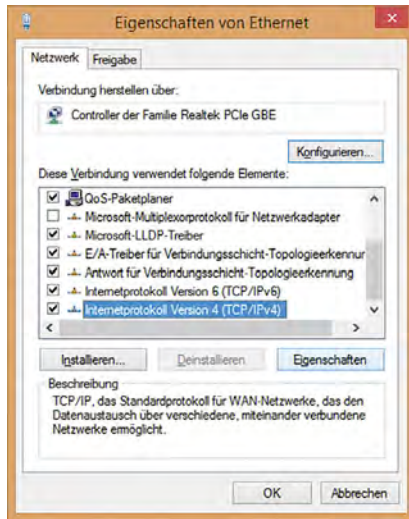 Eigenschaften von Ethernet
Netzwerk Freigabe
Verbindung herstellen über:
Controller der Familie Realtek PCIe GBE
Konfigurieren...
Diese Verbindung verwendet folgende Elemente:
QoS-Paketplaner
Microsoft-Multiplexorprotokoll für Netzwerkadapter
Microsoft-LLDP-Treiber
E/A-Treiber für Verbindungsschicht-Topologieerkennur
Antwort für Verbindungsschicht-Topologieerkennung
Internetprotokoll Version 6 (TCP/IPv6)
Internetprotokoll Version 4 (TCP/IPv4)
Installieren... Deinstallieren Eigenschaften
Beschreibung
TCP/IP, das Standardprotokoll für WAN-Netzwerke, das den
Datenaustausch über verschiedene, miteinander verbundene
Netzwerke ermöglicht.
OK Abbrechen